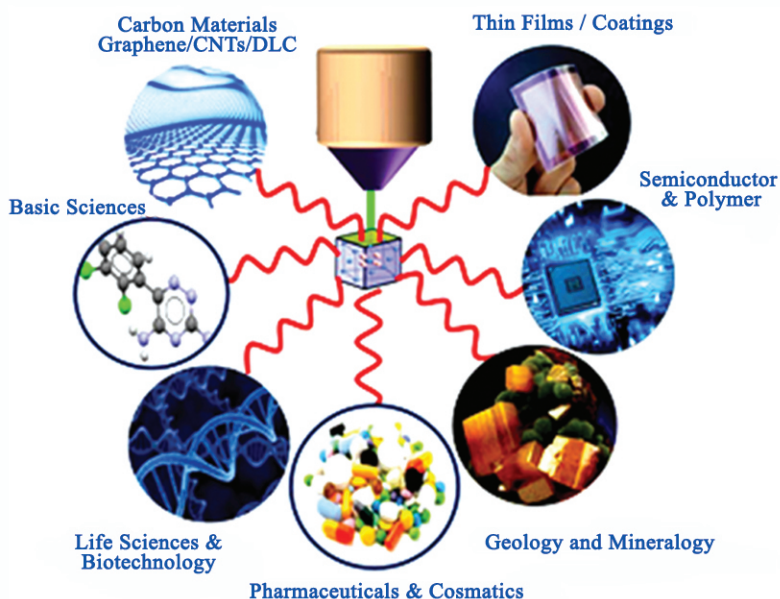 Carbon Materials
Graphene/CNTs/DLC
Thin Films / Coatings
Semiconductor
& Polymer
Basic Sciences
Life Sciences &
Biotechnology
Geology and Mineralogy
Pharmaceuticals & Cosmatics